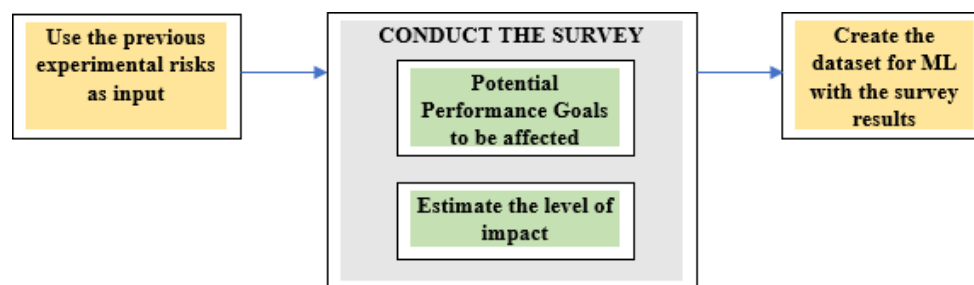 Use the previous
experimental risks
as input
CONDUCT THE SURVEY
Potential
Performance Goals
to be affected
Estimate the level of
impact
Create the
dataset for ML
with the survey
results